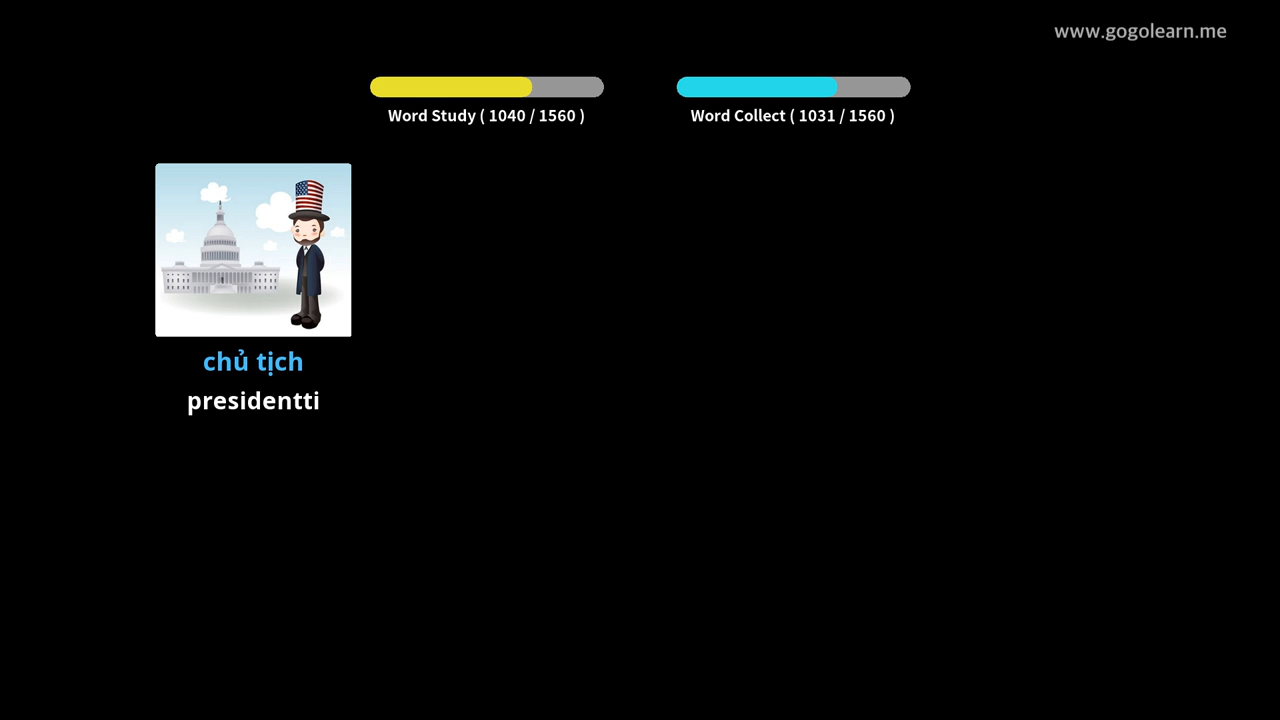 www.gogolearn.me
Word Study ( 1040 / 1560 )
Word Collect ( 1031 / 1560 )
chủ tịch
presidentti